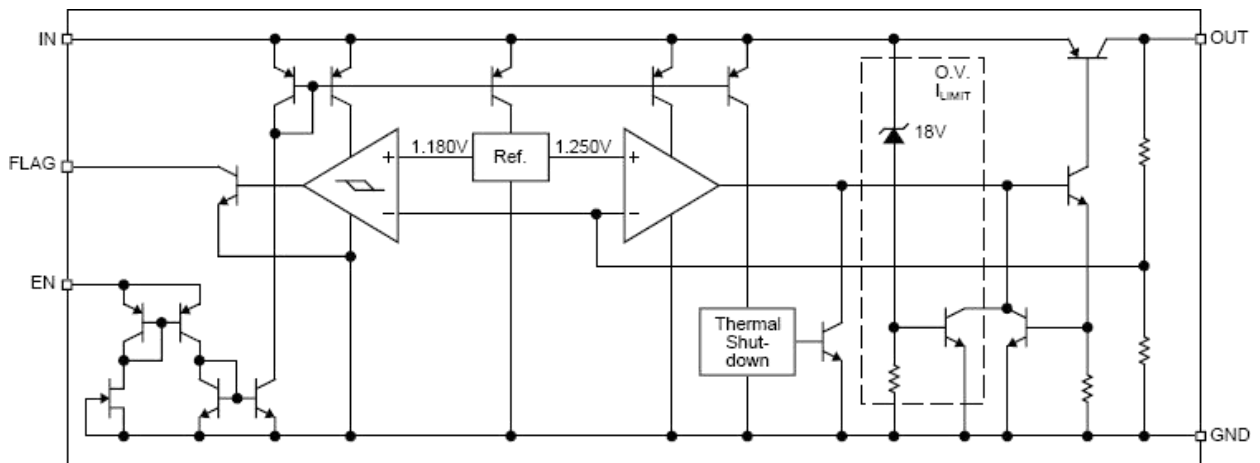 IN
OUT
O.V.
ILIMIT
18V
1.180V
Ref.
1.250V
FLAG
+
+
−
−
EN
Thermal
Shut-
down
GND